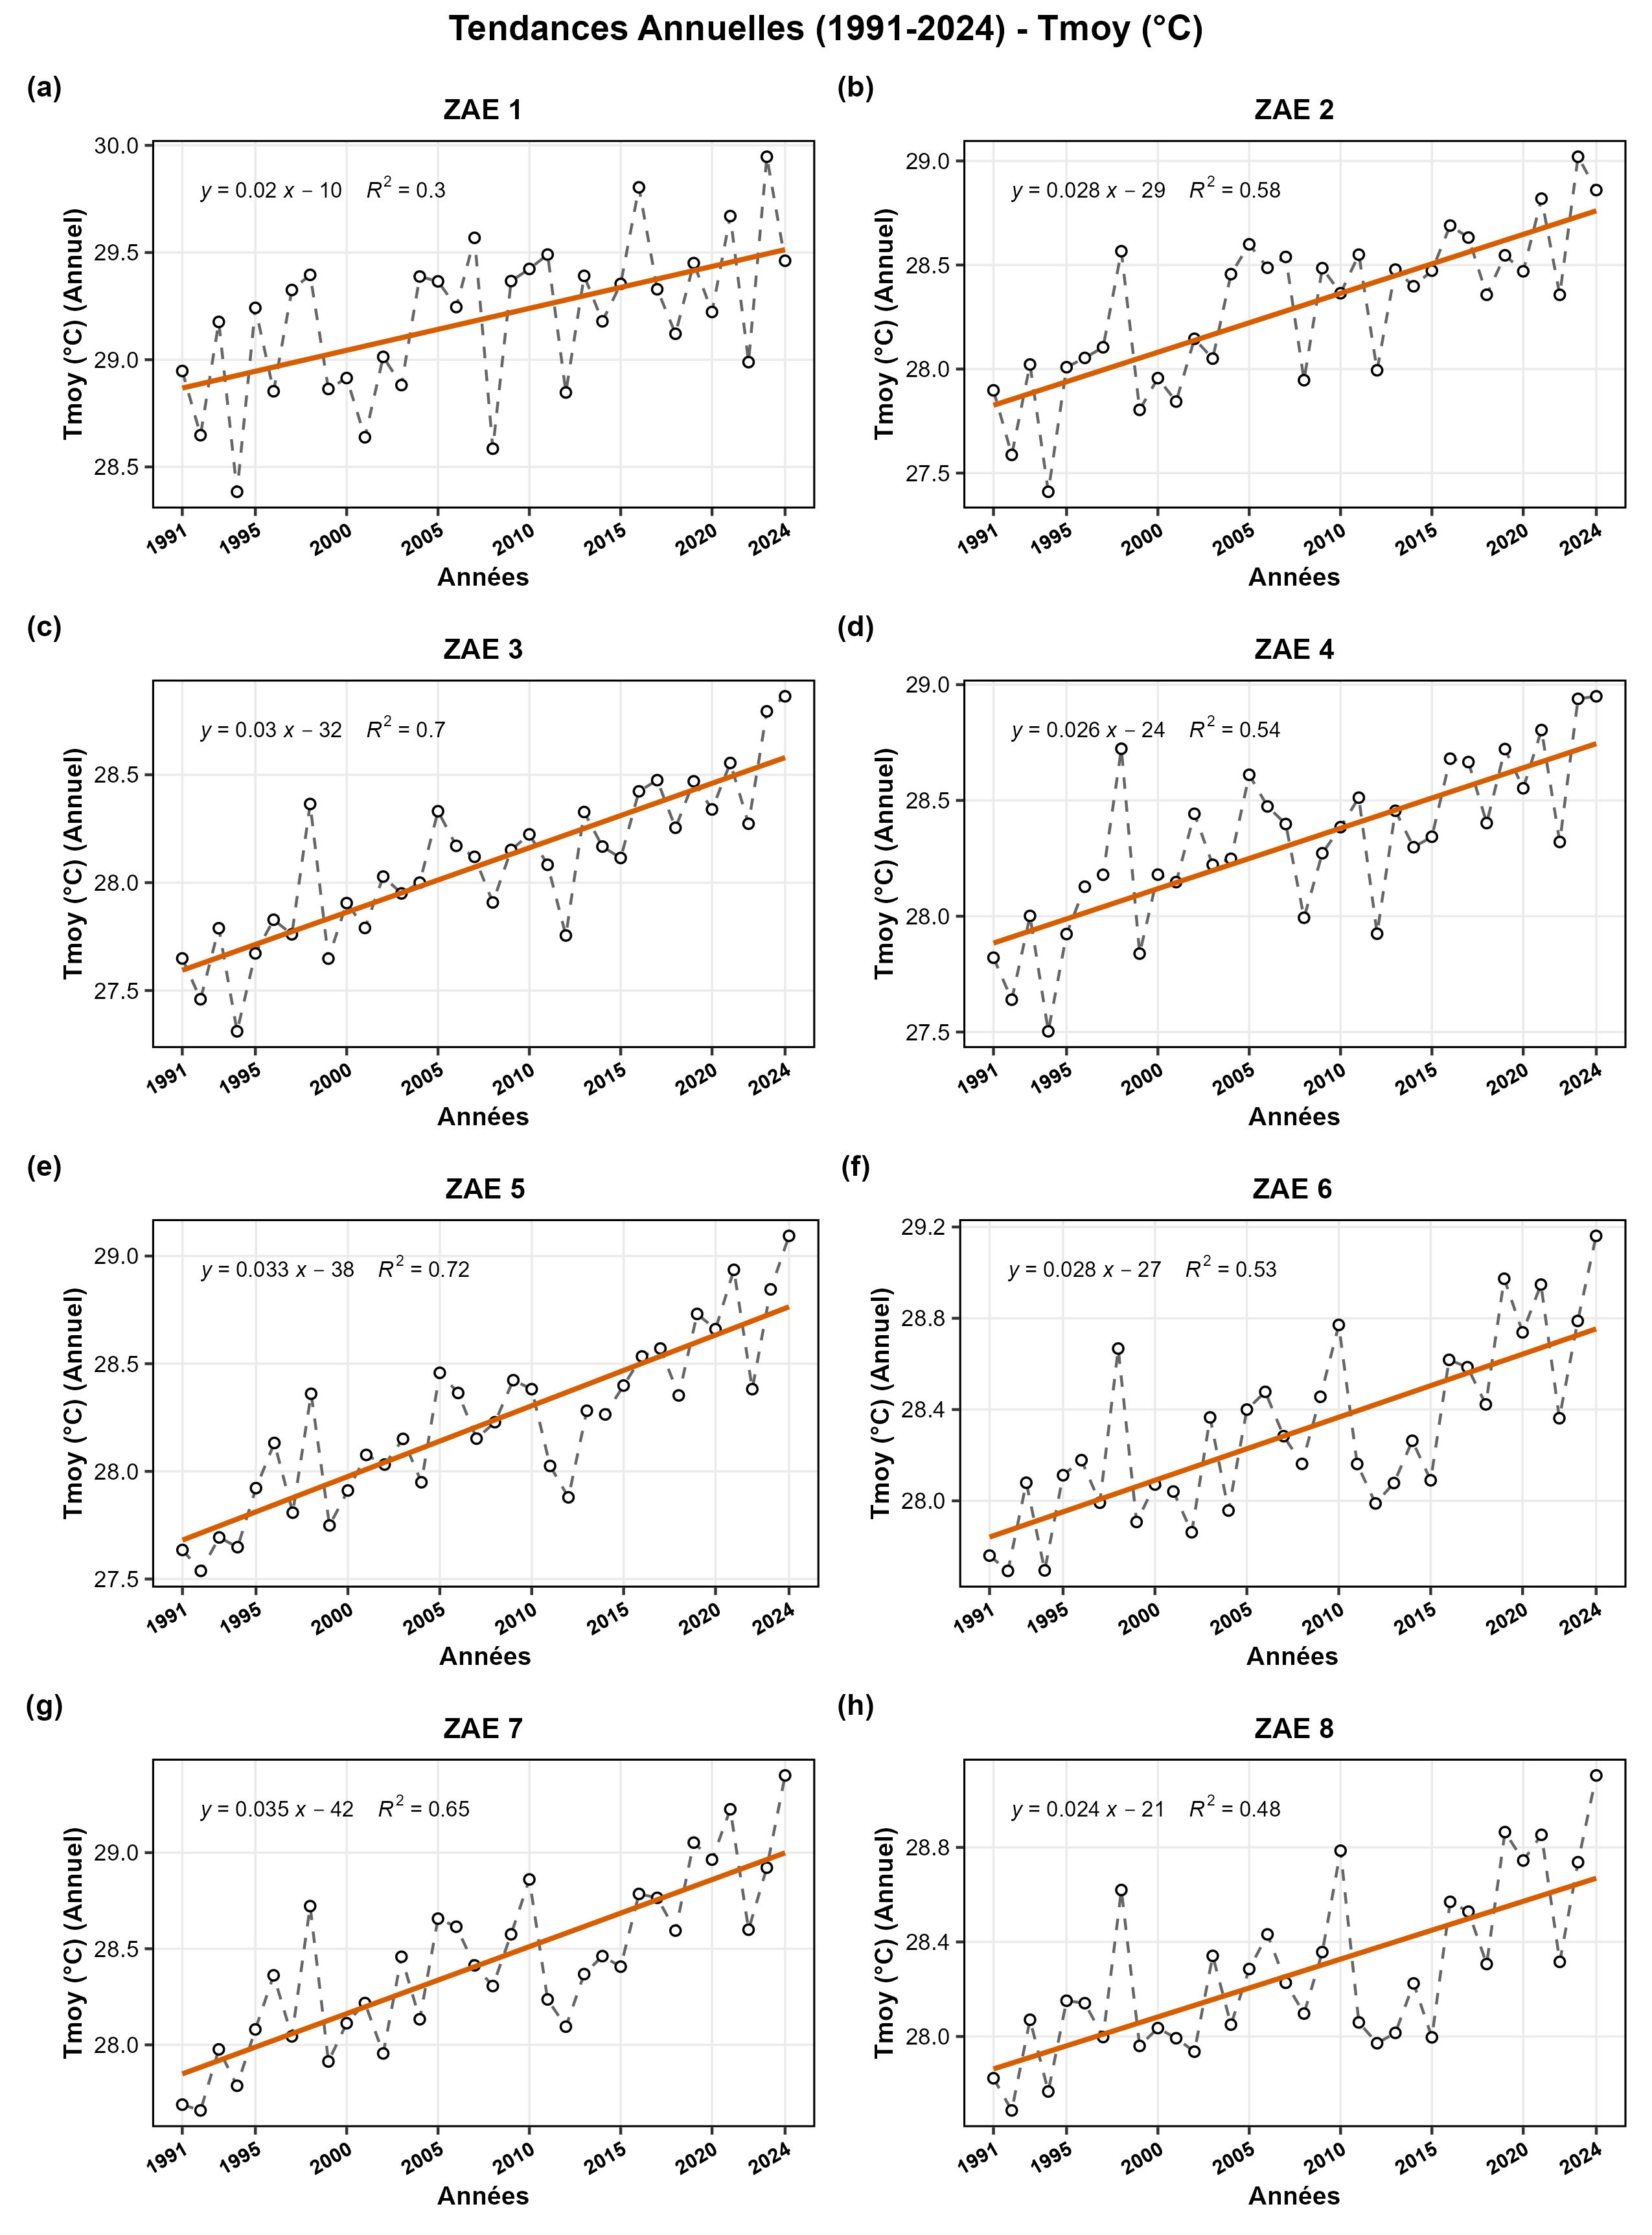 Tendances Annuelles (1991-2024) - Tmoy (°C)
(a)
ZAE 1
y = 0.02 x − 10 R² = 0.3
Tmoy (°C) (Annuel)
30.0
29.5
29.0
28.5
1991 1995 2000 2005 2010 2015 2020 2024
Années
(b)
ZAE 2
y = 0.028 x − 29 R² = 0.58
Tmoy (°C) (Annuel)
29.0
28.5
28.0
27.5
1991 1995 2000 2005 2010 2015 2020 2024
Années
(c)
ZAE 3
y = 0.03 x − 32 R² = 0.7
Tmoy (°C) (Annuel)
28.5
28.0
27.5
1991 1995 2000 2005 2010 2015 2020 2024
Années
(d)
ZAE 4
y = 0.026 x − 24 R² = 0.54
Tmoy (°C) (Annuel)
29.0
28.5
28.0
27.5
1991 1995 2000 2005 2010 2015 2020 2024
Années
(e)
ZAE 5
y = 0.033 x − 38 R² = 0.72
Tmoy (°C) (Annuel)
29.0
28.5
28.0
27.5
1991 1995 2000 2005 2010 2015 2020 2024
Années
(f)
ZAE 6
y = 0.028 x − 27 R² = 0.53
Tmoy (°C) (Annuel)
29.2
28.8
28.4
28.0
1991 1995 2000 2005 2010 2015 2020 2024
Années
(g)
ZAE 7
y = 0.035 x − 42 R² = 0.65
Tmoy (°C) (Annuel)
29.0
28.5
28.0
1991 1995 2000 2005 2010 2015 2020 2024
Années
(h)
ZAE 8
y = 0.024 x − 21 R² = 0.48
Tmoy (°C) (Annuel)
28.8
28.4
28.0
1991 1995 2000 2005 2010 2015 2020 2024
Années